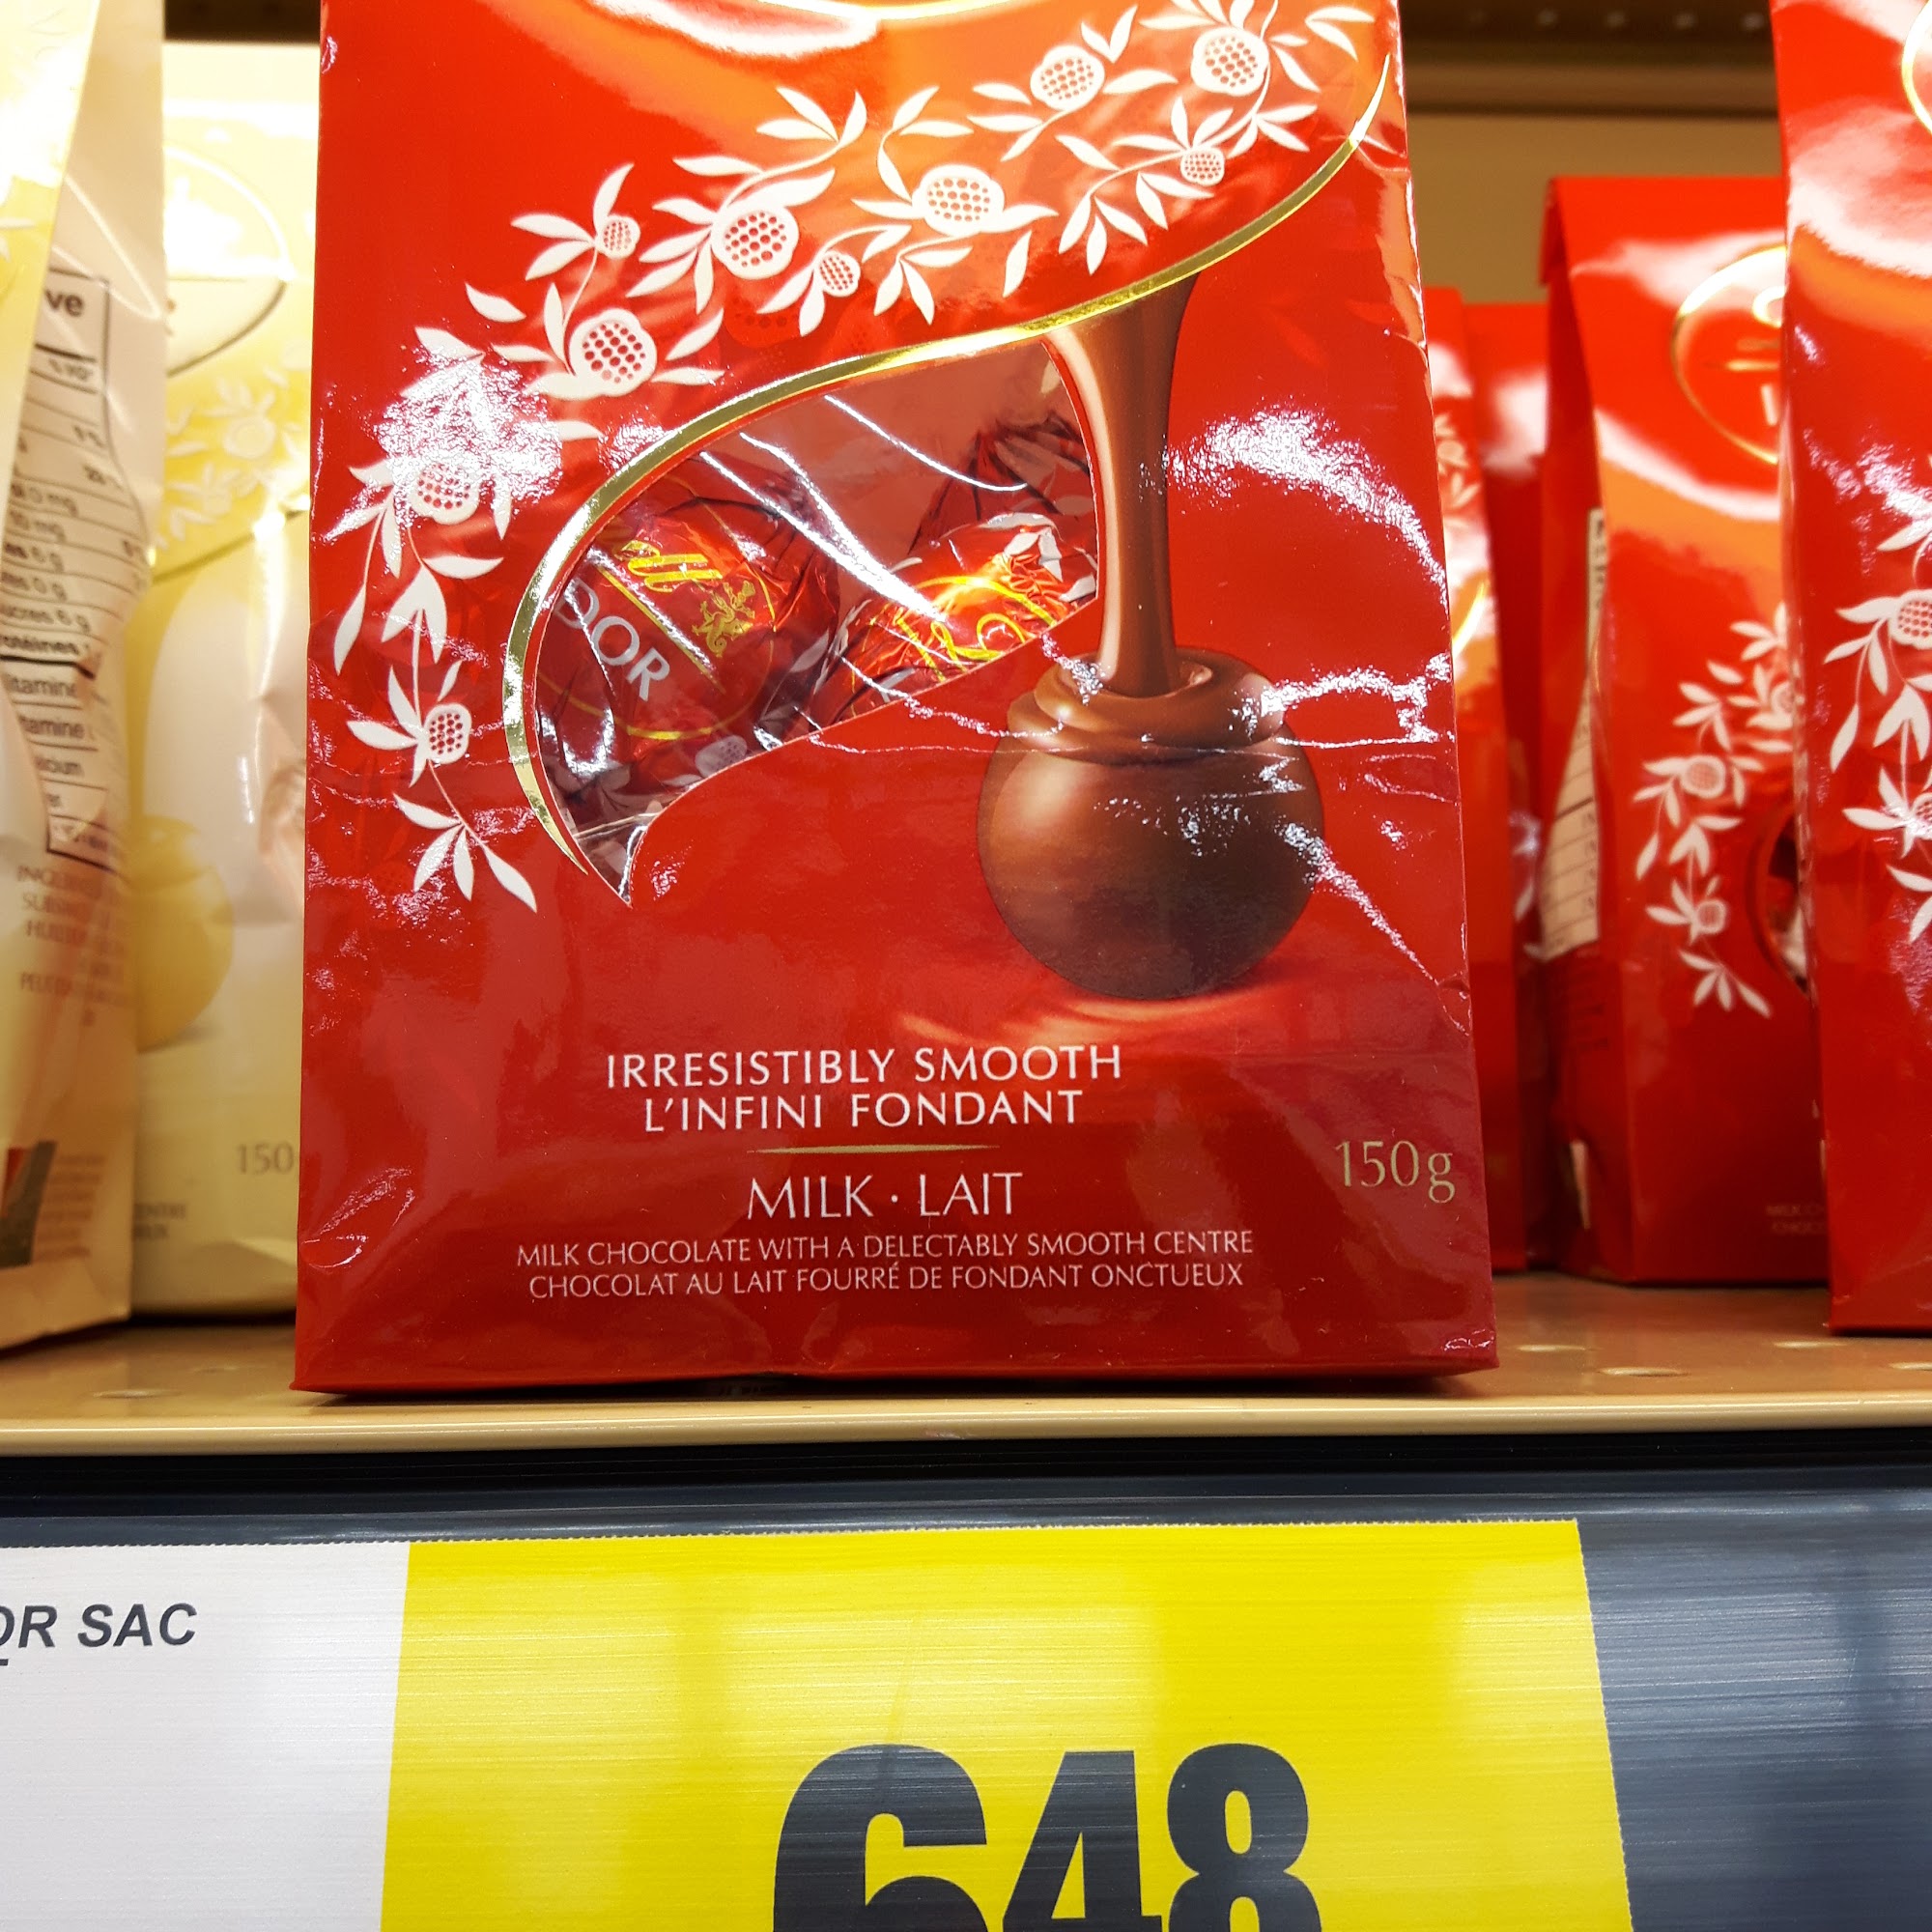 DOR
IRRESISTIBLY SMOOTH
L'INFINI FONDANT
MILK · LAIT
150g
MILK CHOCOLATE WITH A DELECTABLY SMOOTH CENTRE
CHOCOLAT AU LAIT FOURRÉ DE FONDANT ONCTUEUX
150
OR SAC
648